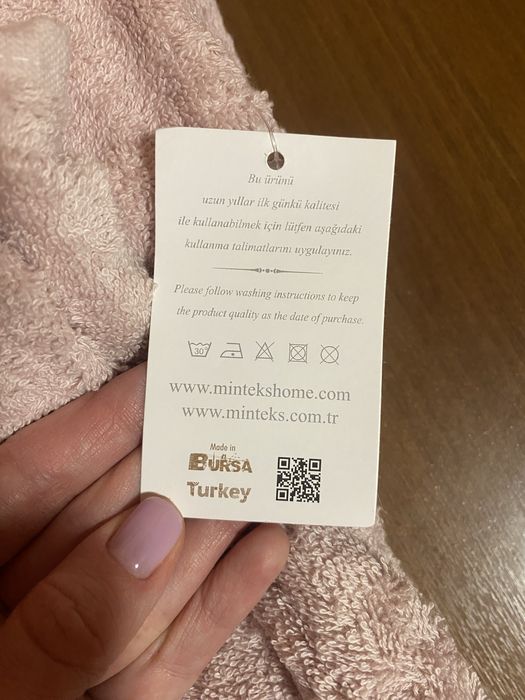 Bu ürünü
uzun yıllar ilk günkü kalitesi
ile kullanabilmek için lütfen aşağıdaki
kullanma talimatlarını uygulayınız.
Please follow washing instructions to keep
the product quality as the date of purchase.
30°
www.mintekshome.com
www.minteks.com.tr
Made in
BURSA
Turkey